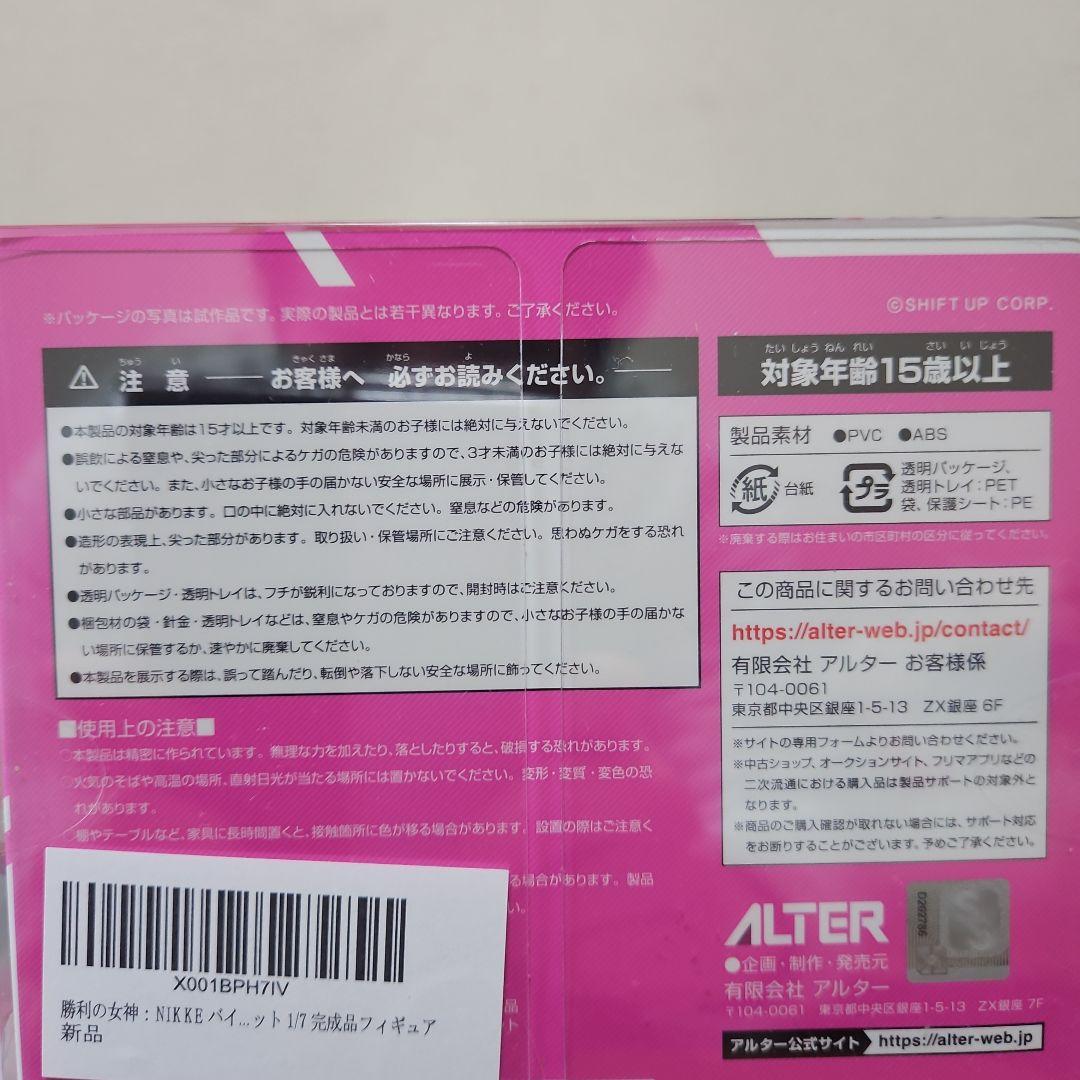 ※パッケージの写真は試作品です。実際の製品とは若干異なります。ご了承ください。
©SHIFT UP CORP.
ちゅう い きゃく さま かなら よ
注 意 お客様へ 必ずお読みください。
●本製品の対象年齢は15才以上です。対象年齢未満のお子様には絶対に与えないでください。
●誤飲による窒息や、尖った部分によるケガの危険がありますので、3才未満のお子様には絶対に与えな
いでください。また、小さなお子様の手の届かない安全な場所に展示・保管してください。
●小さな部品があります。口の中に絶対に入れないでください。窒息などの危険があります。
●造形の表現上、尖った部分があります。取り扱い・保管場所にご注意ください。思わぬケガをする恐れ
があります。
●透明パッケージ・透明トレイは、フチが鋭利になっておりますので、開封時はご注意ください。
●梱包材の袋・針金・透明トレイなどは、窒息やケガの危険がありますので、小さなお子様の手の届かな
い場所に保管するか、速やかに廃棄してください。
●本製品を展示する際は、誤って踏んだり、転倒や落下しない安全な場所に飾ってください。
■使用上の注意■
○本製品は精密に作られています。無理な力を加えたり、落としたりすると、破損する恐れがあります。
○火気のそばや高温の場所、直射日光が当たる場所には置かないでください。変形・変質・変色の恐
れがあります。
○棚やテーブルなど、家具に長時間置くと、接触箇所に色が移る場合があります。設置の際はご注意く
る場合があります。製品
い。
品
ット
X001BPH7IV
勝利の女神：NIKKE バイ...ット 1/7 完成品フィギュア
新品
たい しょう ねん れい さい い じょう
対象年齢15歳以上
製品素材 ●PVC ●ABS
紙 台紙
プラ 透明パッケージ、
透明トレイ：PET
袋、保護シート：PE
※廃棄する際はお住まいの市区町村の区分に従ってください。
この商品に関するお問い合わせ先
https://alter-web.jp/contact/
有限会社 アルター お客様係
〒104-0061
東京都中央区銀座1-5-13 ZX銀座 6F
※サイトの専用フォームよりお問い合わせください。
※中古ショップ、オークションサイト、フリマアプリなどの
二次流通における購入品は製品サポートの対象外と
なります。
※商品のご購入確認が取れない場合には、サポート対応
をお断りすることがございます。予めご了承ください。
ALTER
●企画・制作・発売元
有限会社 アルター
〒104-0061 東京都中央区銀座1-5-13 ZX銀座 7F
アルター公式サイト https://alter-web.jp